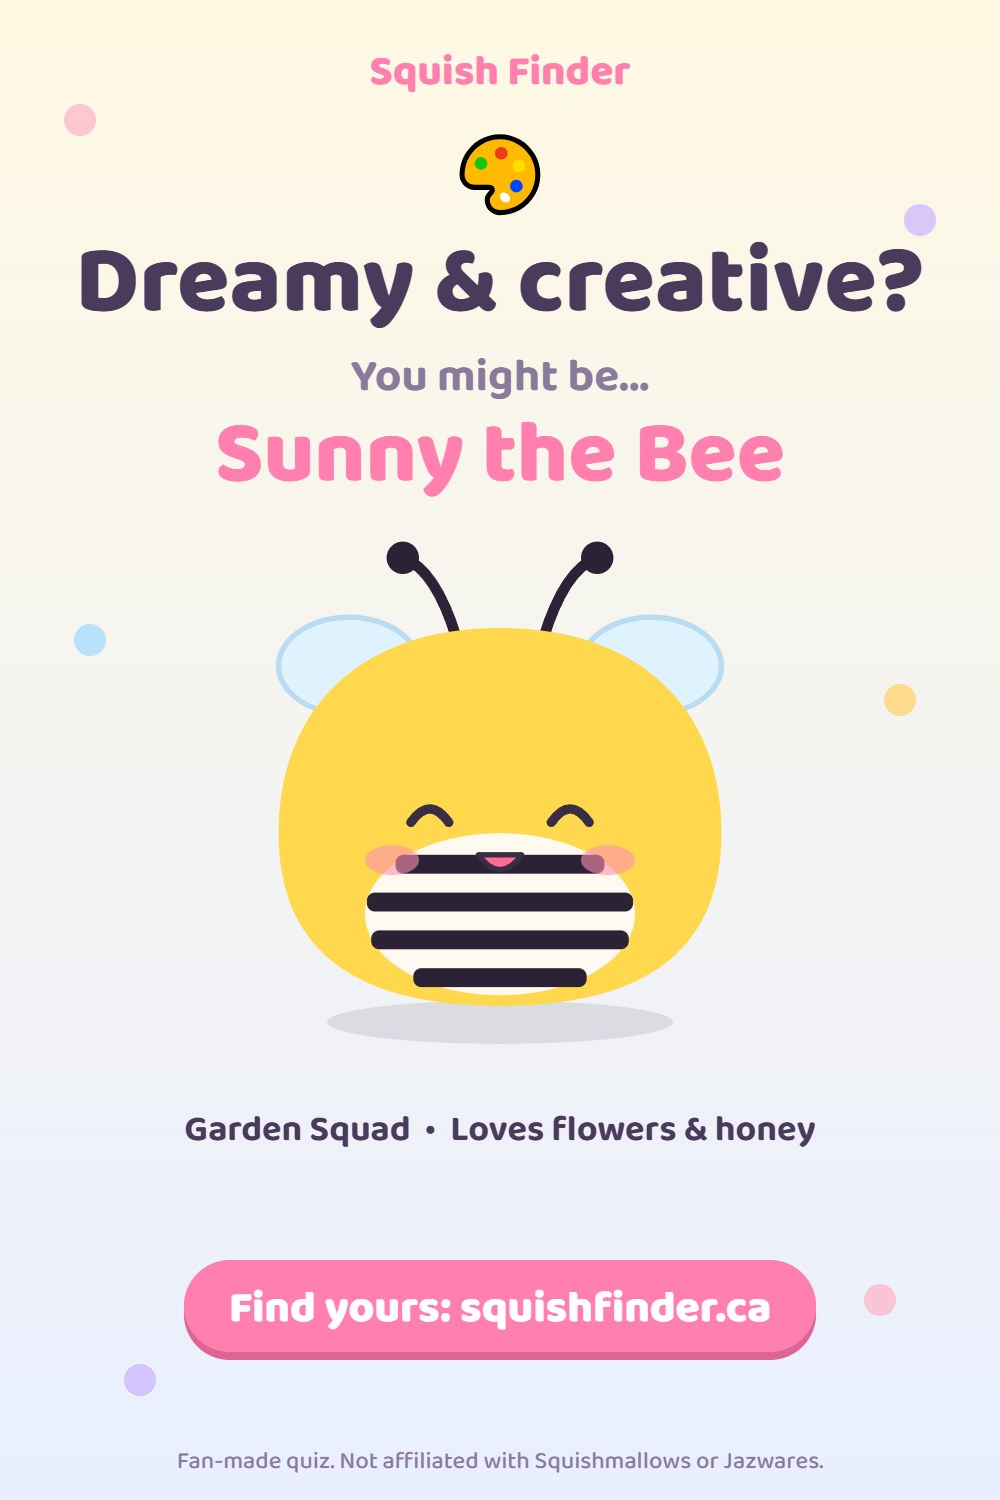 Squish Finder
Dreamy & creative?
You might be...
Sunny the Bee
Garden Squad • Loves flowers & honey
Find yours: squishfinder.ca
Fan-made quiz. Not affiliated with Squishmallows or Jazwares.